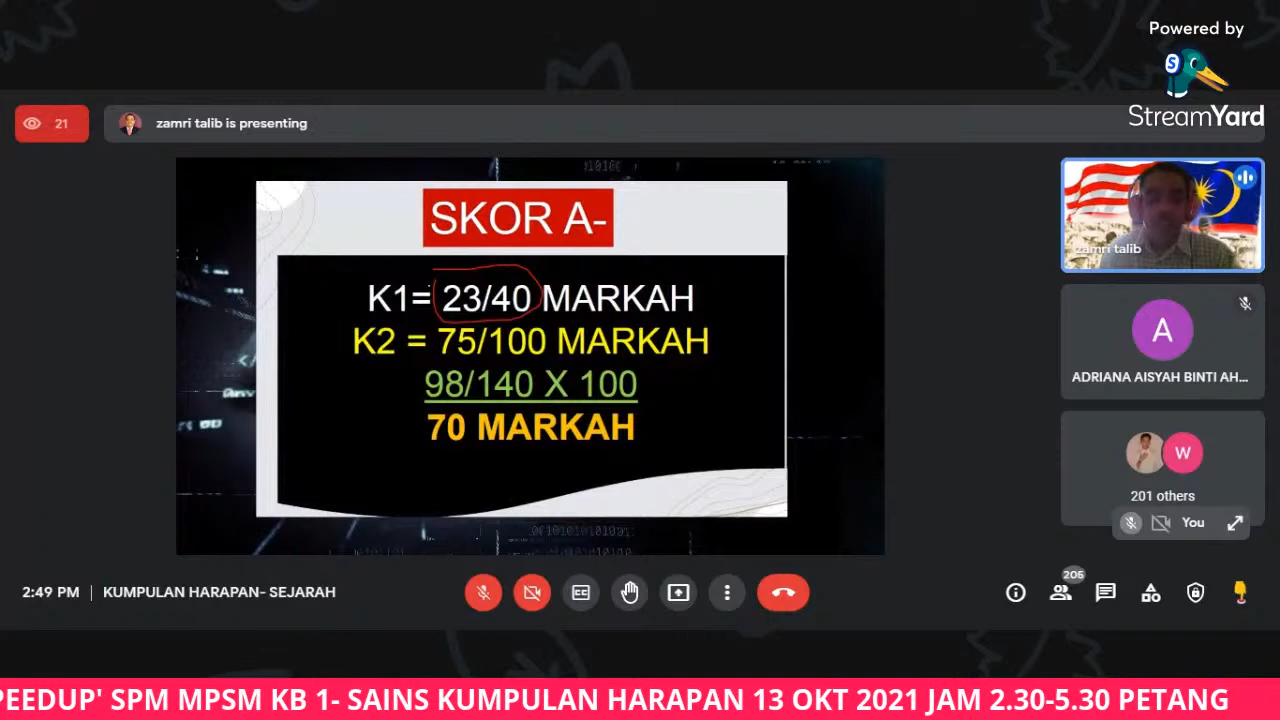 Powered by
StreamYard
21
zamri talib is presenting
SKOR A-
K1= 23/40 MARKAH
K2 = 75/100 MARKAH
98/140 X 100
70 MARKAH
zamri talib
A
ADRIANA AISYAH BINTI AH...
W
201 others
You
2:49 PM | KUMPULAN HARAPAN- SEJARAH
205
PEEDUP' SPM MPSM KB 1- SAINS KUMPULAN HARAPAN 13 OKT 2021 JAM 2.30-5.30 PETANG